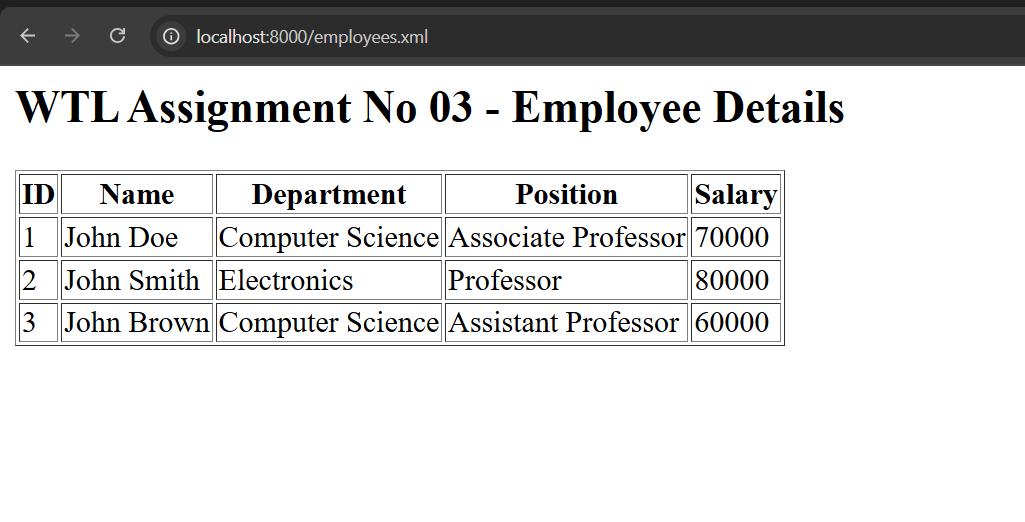 localhost:8000/employees.xml
WTL Assignment No 03 - Employee Details
ID Name Department Position Salary
1 John Doe Computer Science Associate Professor 70000
2 John Smith Electronics Professor 80000
3 John Brown Computer Science Assistant Professor 60000